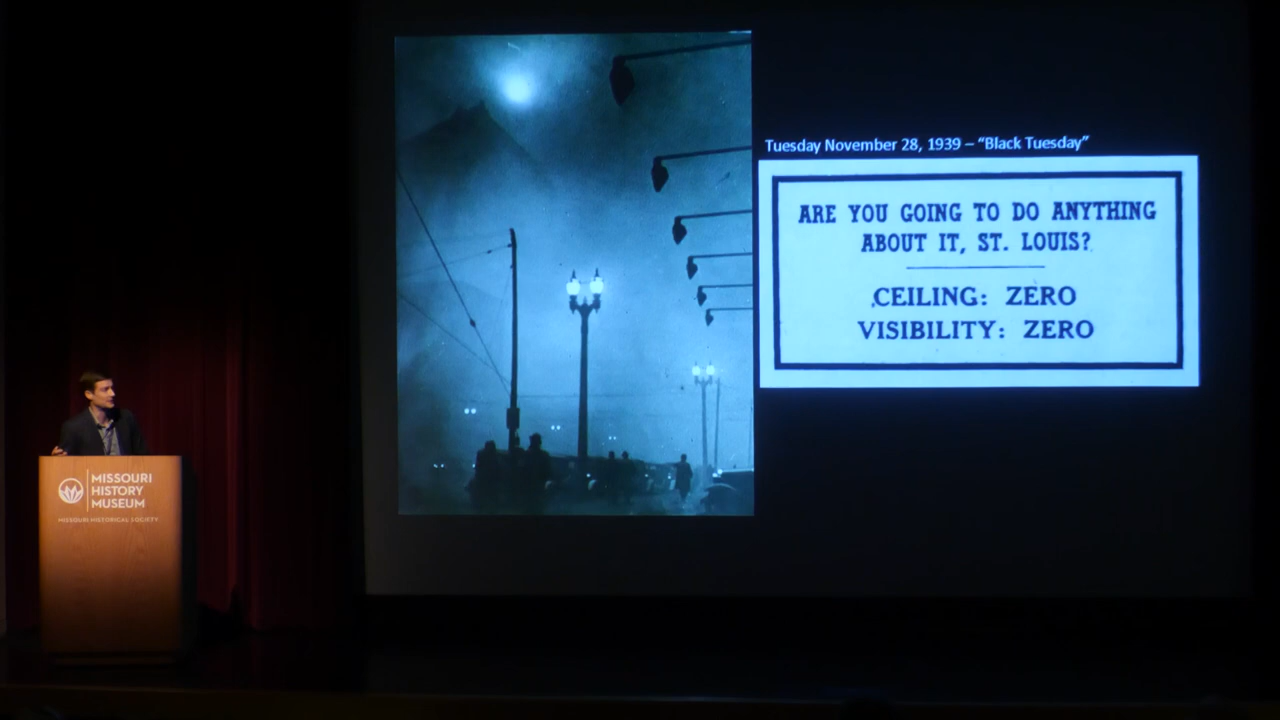 Tuesday November 28, 1939 – “Black Tuesday”
ARE YOU GOING TO DO ANYTHING
ABOUT IT, ST. LOUIS?
CEILING: ZERO
VISIBILITY: ZERO
MISSOURI
HISTORY
MUSEUM
MISSOURI HISTORICAL SOCIETY